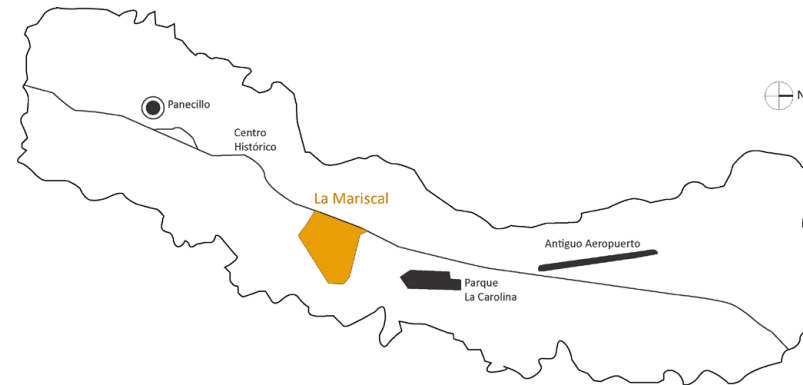 Panecillo
N
Centro
Histórico
La Mariscal
Antiguo Aeropuerto
Parque
La Carolina